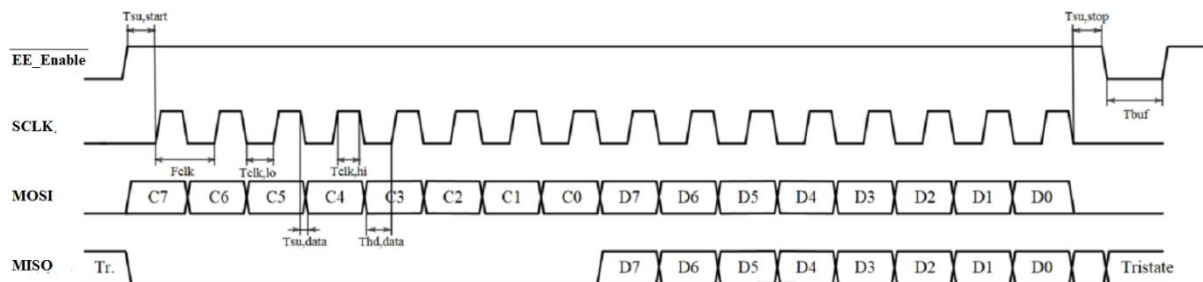 Tsu,start
Tsu,stop
EE_Enable
Tbuf
SCLK
Fclk
Tclk,lo
Tclk,hi
MOSI C7 C6 C5 C4 C3 C2 C1 C0 D7 D6 D5 D4 D3 D2 D1 D0
Tsu,data
Thd,data
MISO Tr. D7 D6 D5 D4 D3 D2 D1 D0 Tristate